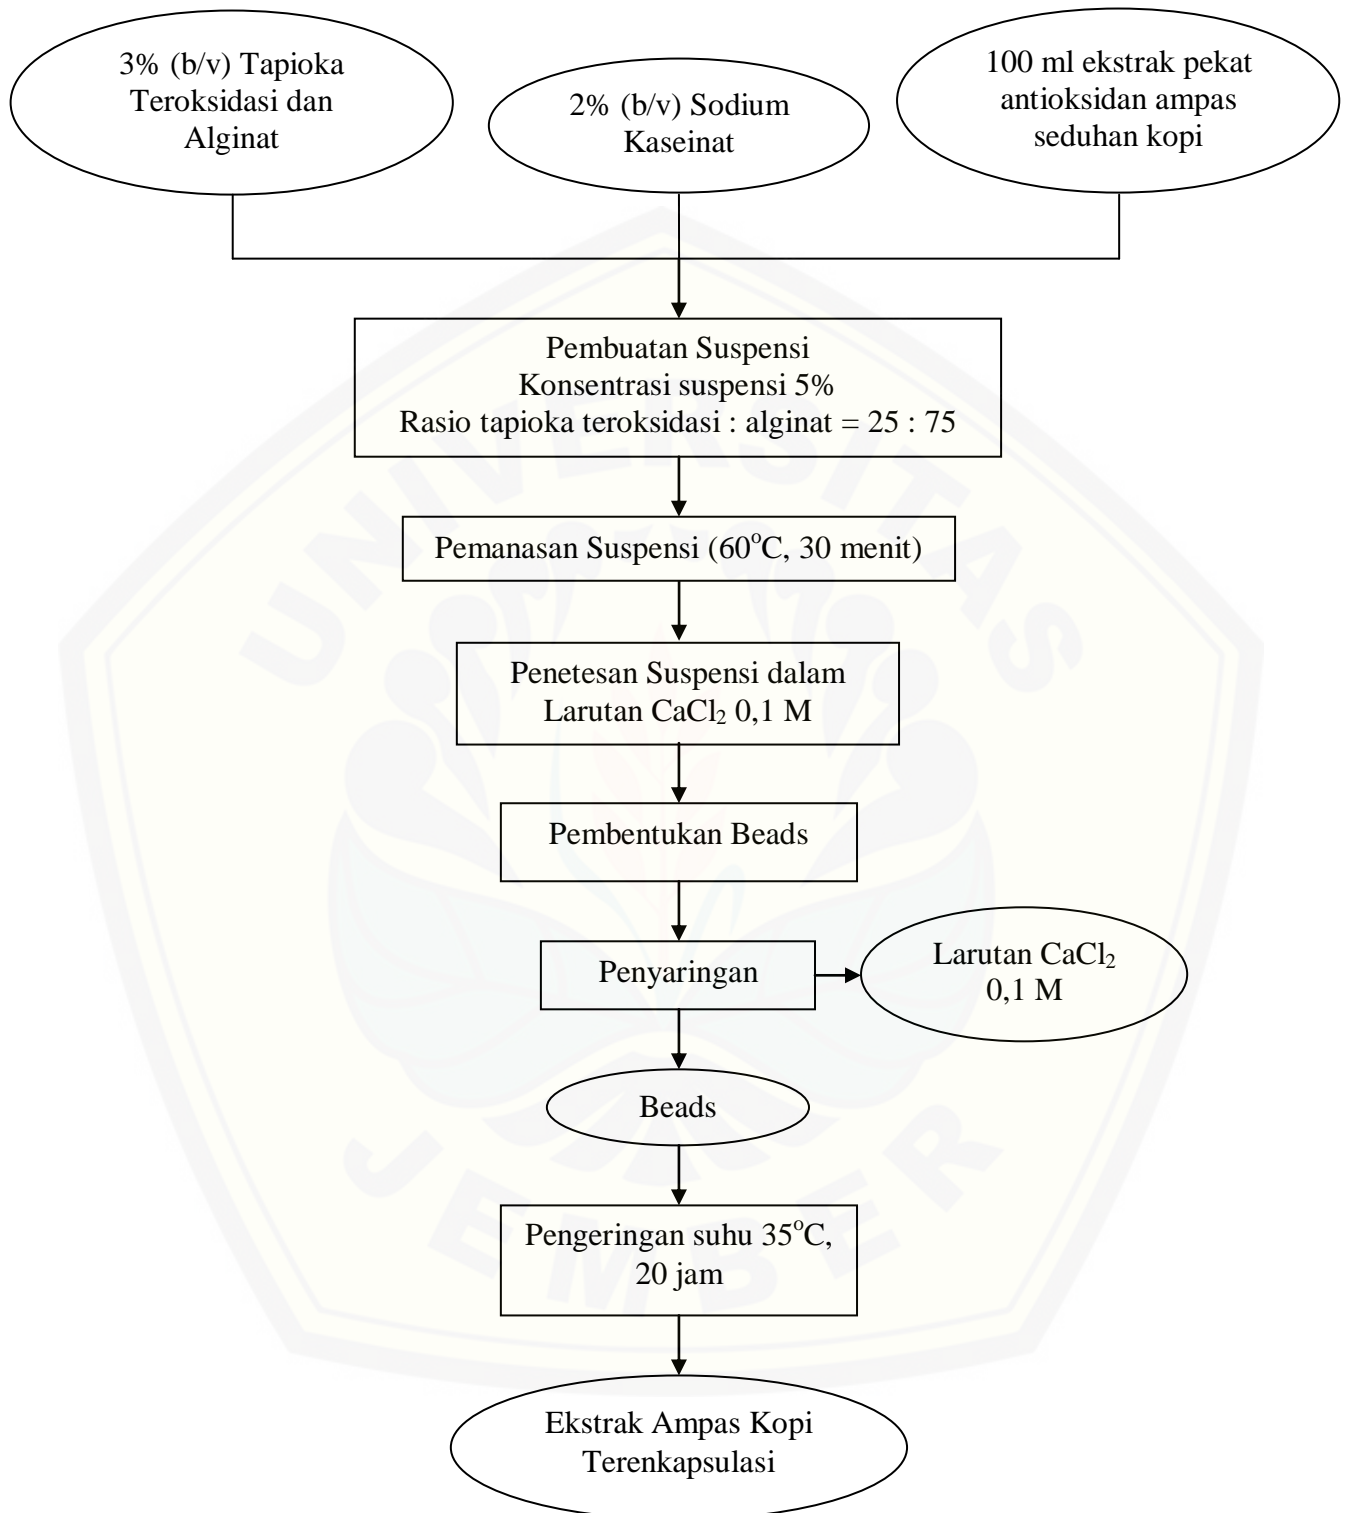 3% (b/v) Tapioka
Teroksidasi dan
Alginat
2% (b/v) Sodium
Kaseinat
100 ml ekstrak pekat
antioksidan ampas
seduhan kopi
Pembuatan Suspensi
Konsentrasi suspensi 5%
Rasio tapioka teroksidasi : alginat = 25 : 75
Pemanasan Suspensi (60°C, 30 menit)
Penetesan Suspensi dalam
Larutan CaCl₂ 0,1 M
Pembentukan Beads
Penyaringan
Larutan CaCl₂
0,1 M
Beads
Pengeringan suhu 35°C,
20 jam
Ekstrak Ampas Kopi
Terenkapsulasi
UNIVERSITAS
JEMBER